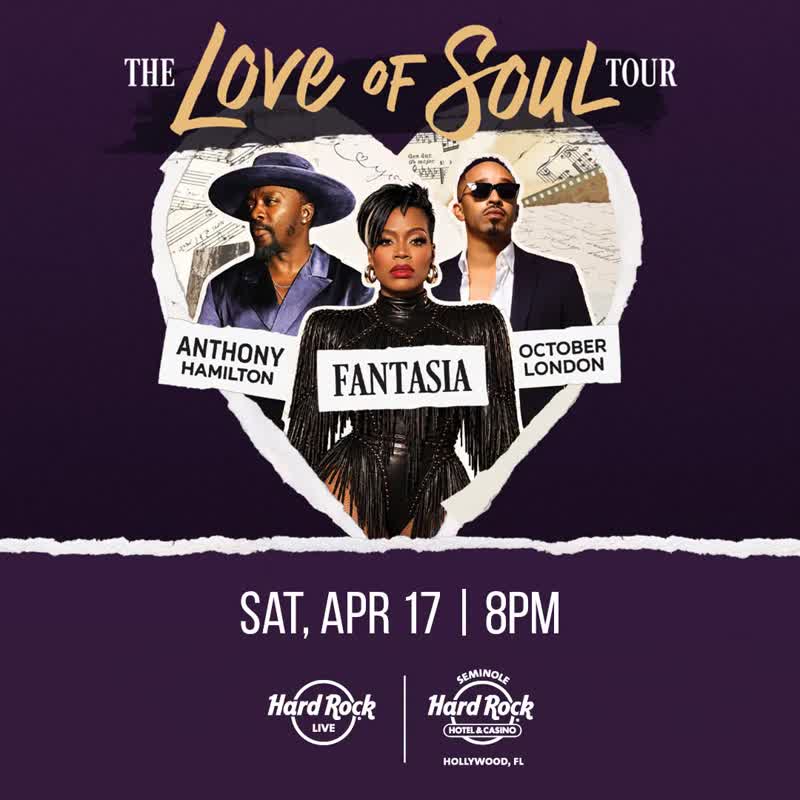 THE Love OF Soul TOUR
ANTHONY
HAMILTON
FANTASIA
OCTOBER
LONDON
SAT, APR 17 | 8PM
Hard Rock
LIVE
SEMINOLE
Hard Rock
HOTEL & CASINO
HOLLYWOOD, FL